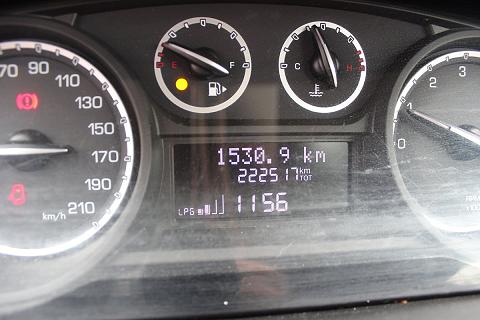 70 90 110 130 150 170 190 210
km/h
E F
C H
1530.9 km
222517 km TOT
LPG 1156
0 1 2 3